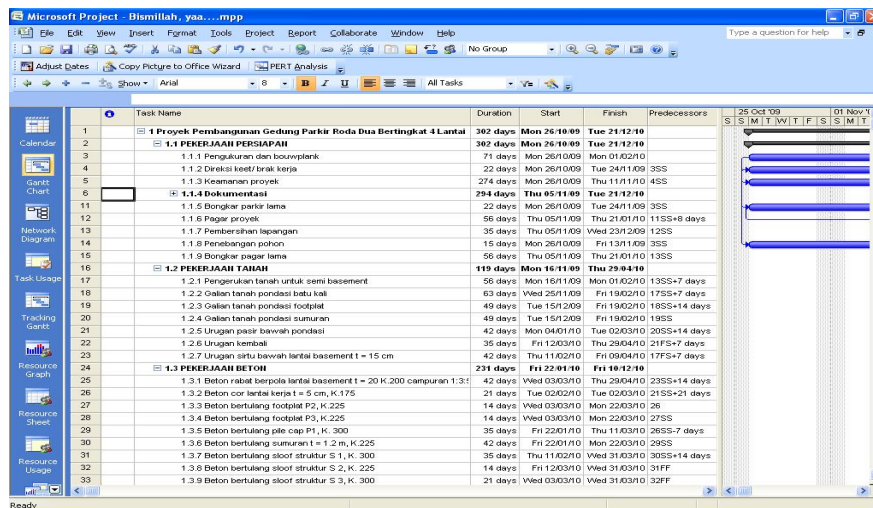 Microsoft Project - Bismillah, yaa....mpp
File Edit View Insert Format Tools Project Report Collaborate Window Help Type a question for help
No Group
Adjust Dates Copy Picture to Office Wizard PERT Analysis
Show Arial 8 B I U All Tasks
Task Name Duration Start Finish Predecessors 25 Oct '09 01 Nov '0
S S M T W T F S S M T
1 1 Proyek Pembangunan Gedung Parkir Roda Dua Bertingkat 4 Lantai 302 days Mon 26/10/09 Tue 21/12/10
2 1.1 PEKERJAAN PERSIAPAN 302 days Mon 26/10/09 Tue 21/12/10
3 1.1.1 Pengukuran dan bouwplank 71 days Mon 26/10/09 Mon 01/02/10
4 1.1.2 Direksi keet/ brak kerja 22 days Mon 26/10/09 Tue 24/11/09 3SS
5 1.1.3 Keamanan proyek 274 days Mon 26/10/09 Thu 11/11/10 4SS
6 1.1.4 Dokumentasi 294 days Thu 05/11/09 Tue 21/12/10
11 1.1.5 Bongkar parkir lama 22 days Mon 26/10/09 Tue 24/11/09 3SS
12 1.1.6 Pagar proyek 56 days Thu 05/11/09 Thu 21/01/10 11SS+8 days
13 1.1.7 Pembersihan lapangan 35 days Thu 05/11/09 Wed 23/12/09 12SS
14 1.1.8 Penebangan pohon 15 days Mon 26/10/09 Fri 13/11/09 3SS
15 1.1.9 Bongkar pagar lama 56 days Thu 05/11/09 Thu 21/01/10 13SS
16 1.2 PEKERJAAN TANAH 119 days Mon 16/11/09 Thu 29/04/10
17 1.2.1 Pengerukan tanah untuk semi basement 56 days Mon 16/11/09 Mon 01/02/10 13SS+7 days
18 1.2.2 Galian tanah pondasi batu kali 63 days Wed 25/11/09 Fri 19/02/10 17SS+7 days
19 1.2.3 Galian tanah pondasi footplat 49 days Tue 15/12/09 Fri 19/02/10 18SS+14 days
20 1.2.4 Galian tanah pondasi sumuran 49 days Tue 15/12/09 Fri 19/02/10 19SS
21 1.2.5 Urugan pasir bawah pondasi 42 days Mon 04/01/10 Tue 02/03/10 20SS+14 days
22 1.2.6 Urugan kembali 35 days Fri 12/03/10 Thu 29/04/10 21FS+7 days
23 1.2.7 Urugan sirtu bawah lantai basement t = 15 cm 42 days Thu 11/02/10 Fri 09/04/10 17FS+7 days
24 1.3 PEKERJAAN BETON 231 days Fri 22/01/10 Fri 10/12/10
25 1.3.1 Beton rabat berpola lantai basement t = 20 K.200 campuran 1:3:5 42 days Wed 03/03/10 Thu 29/04/10 23SS+14 days
26 1.3.2 Beton cor lantai kerja t = 5 cm, K.175 21 days Tue 02/02/10 Tue 02/03/10 21SS+21 days
27 1.3.3 Beton bertulang footplat P2, K.225 14 days Wed 03/03/10 Mon 22/03/10 26
28 1.3.4 Beton bertulang footplat P3, K.225 14 days Wed 03/03/10 Mon 22/03/10 27SS
29 1.3.5 Beton bertulang pile cap P1, K. 300 35 days Fri 22/01/10 Thu 11/03/10 26SS-7 days
30 1.3.6 Beton bertulang sumuran t = 1.2 m, K.225 42 days Fri 22/01/10 Mon 22/03/10 29SS
31 1.3.7 Beton bertulang sloof struktur S 1, K. 300 35 days Thu 11/02/10 Wed 31/03/10 30SS+14 days
32 1.3.8 Beton bertulang sloof struktur S 2, K. 225 14 days Fri 12/03/10 Wed 31/03/10 31FF
33 1.3.9 Beton bertulang sloof struktur S 3, K. 300 21 days Wed 03/03/10 Wed 31/03/10 32FF
Calendar
Gantt
Chart
Network
Diagram
Task Usage
Tracking
Gantt
Resource
Graph
Resource
Sheet
Resource
Usage
Ready